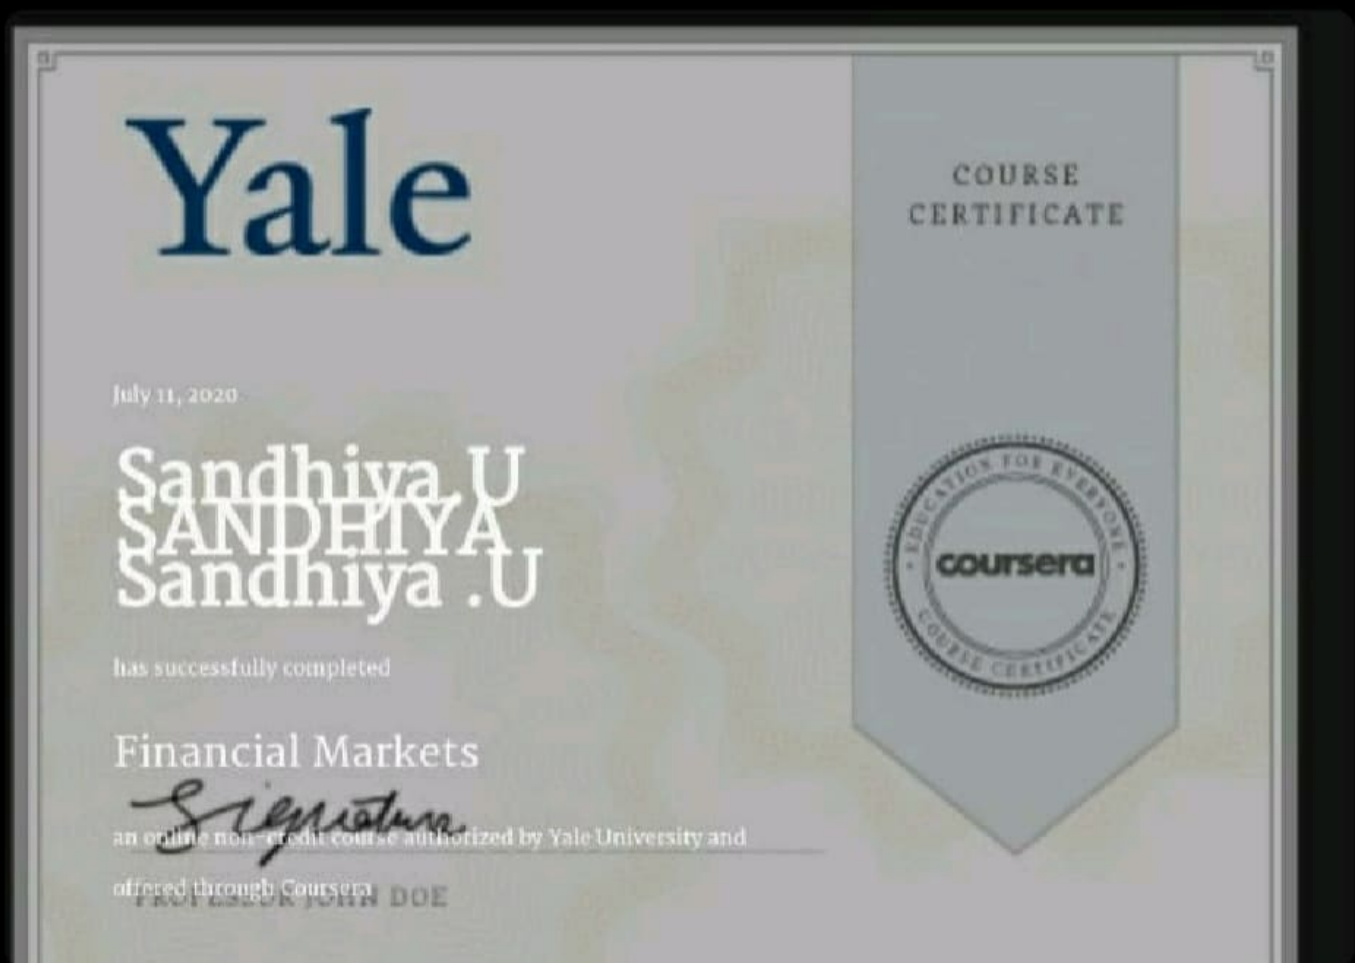 Yale
COURSE
CERTIFICATE
July 11, 2020
Sandhiya.U
SANDHIYA
Sandhiya .U
EDUCATION FOR EVERYONE
coursera
COURSE CERTIFICATE
has successfully completed
Financial Markets
Signature
an online non-credit course authorized by Yale University and
offered through Coursera
PROFESSOR JOHN DOE